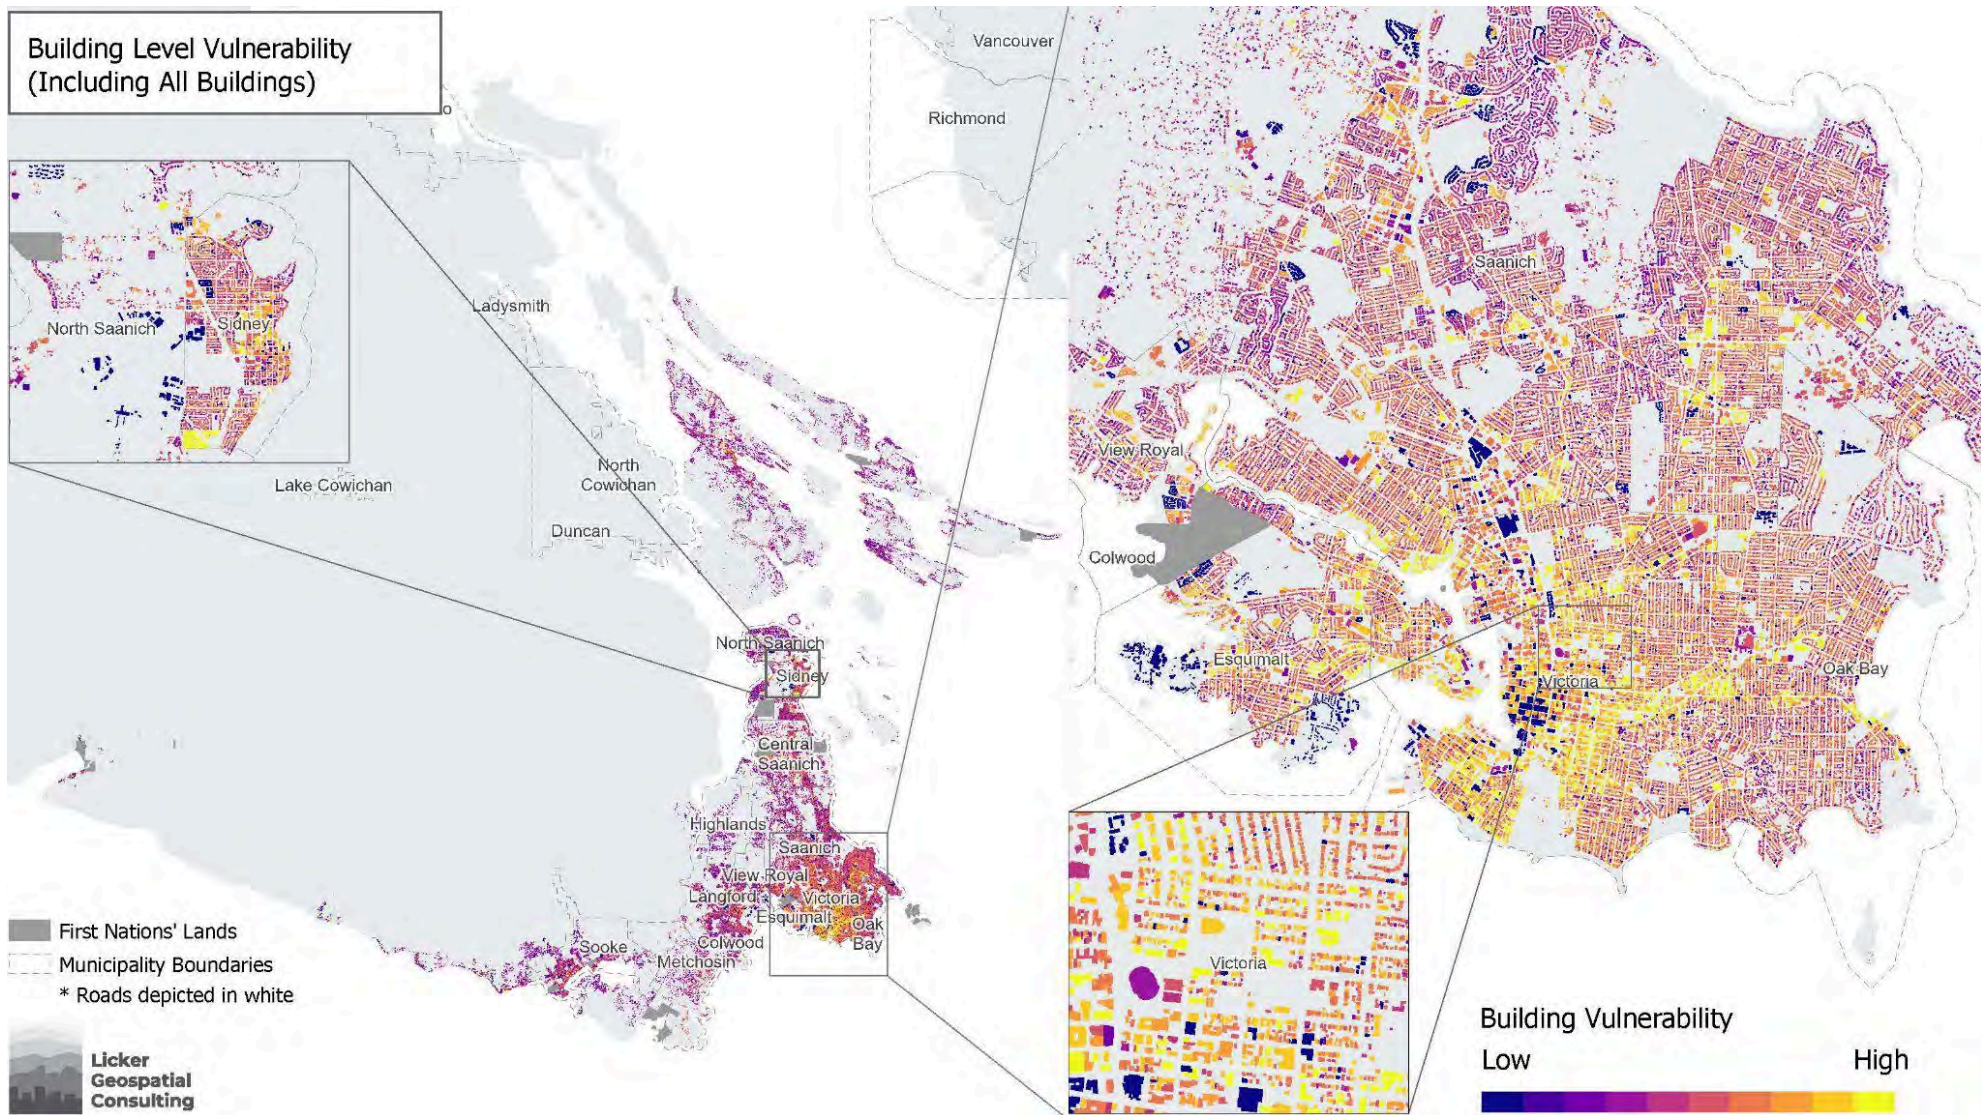 Building Level Vulnerability
(Including All Buildings)
o
Vancouver
Richmond
North Saanich
Sidney
Ladysmith
Lake Cowichan
North
Cowichan
Duncan
North Saanich
Sidney
Central
Saanich
Highlands
Saanich
View Royal
Langford
Victoria
Esquimalt
Oak
Bay
Colwood
Sooke
Metchosin
Saanich
View Royal
Colwood
Esquimalt
Victoria
Oak Bay
Victoria
First Nations' Lands
Municipality Boundaries
* Roads depicted in white
Licker
Geospatial
Consulting
Building Vulnerability
Low High